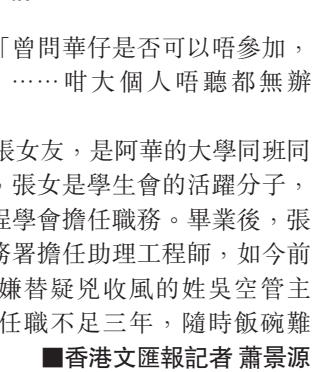 「曾問華仔是否可以唔參加，
……咁大個人唔聽都無辦
張女友，是阿華的大學同班同
，張女是學生會的活躍分子，
程學會擔任職務。畢業後，張
務署擔任助理工程師，如今前
嫌替疑兇收風的姓吳空管主
任職不足三年，隨時飯碗難
■香港文匯報記者 蕭景源